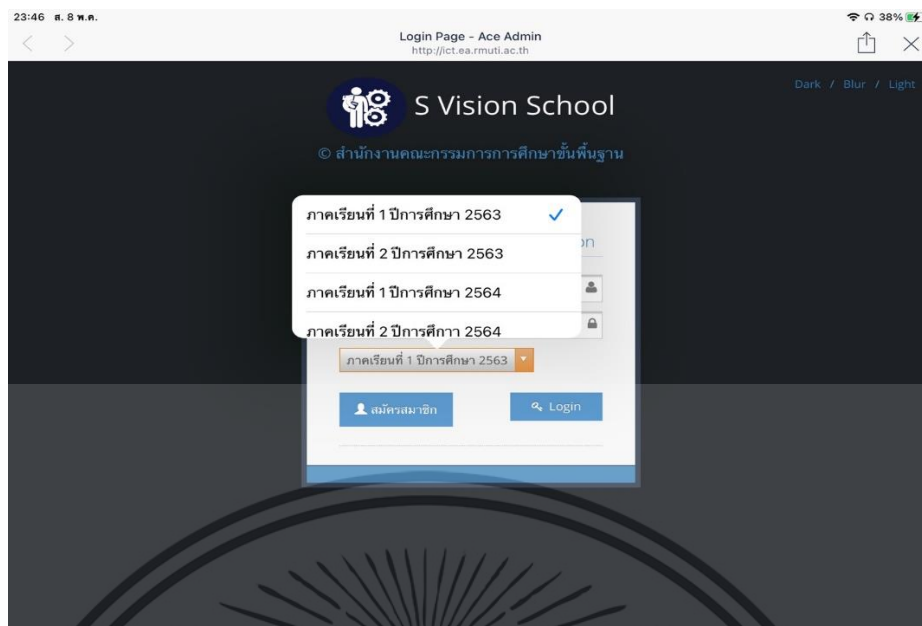 23:46 ส. 8 พ.ค.
38%
Login Page - Ace Admin
http://ict.ea.rmuti.ac.th
Dark / Blur / Light
S Vision School
© สำนักงานคณะกรรมการการศึกษาขั้นพื้นฐาน
ภาคเรียนที่ 1 ปีการศึกษา 2563
ภาคเรียนที่ 2 ปีการศึกษา 2563
ภาคเรียนที่ 1 ปีการศึกษา 2564
ภาคเรียนที่ 2 ปีการศึกาา 2564
ภาคเรียนที่ 1 ปีการศึกษา 2563
สมัครสมาชิก
Login